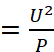 = U²/P